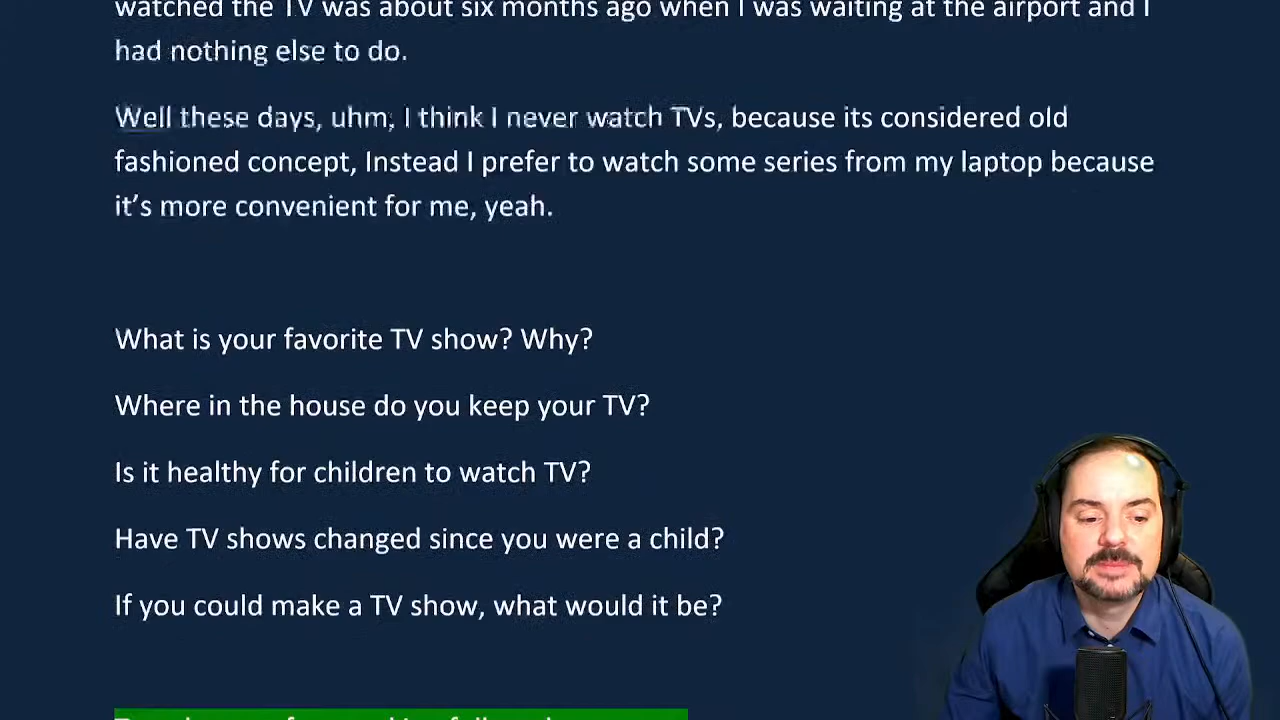 watched the TV was about six months ago when I was waiting at the airport and I
had nothing else to do.
Well these days, uhm, I think I never watch TVs, because its considered old
fashioned concept, Instead I prefer to watch some series from my laptop because
it’s more convenient for me, yeah.
What is your favorite TV show? Why?
Where in the house do you keep your TV?
Is it healthy for children to watch TV?
Have TV shows changed since you were a child?
If you could make a TV show, what would it be?